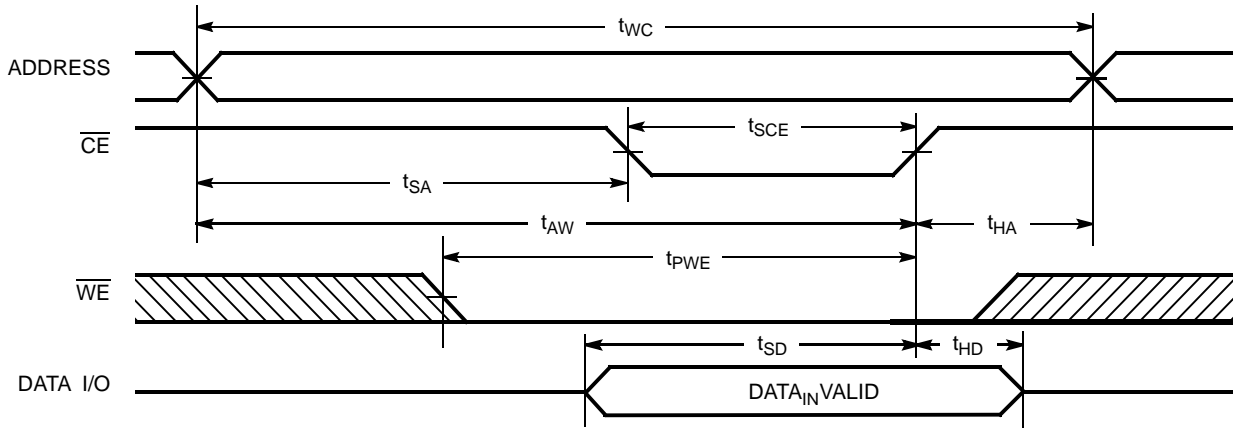 tWC
ADDRESS
CE
tSCE
tSA
tAW
tHA
tPWE
WE
tSD
tHD
DATA I/O
DATAINVALID